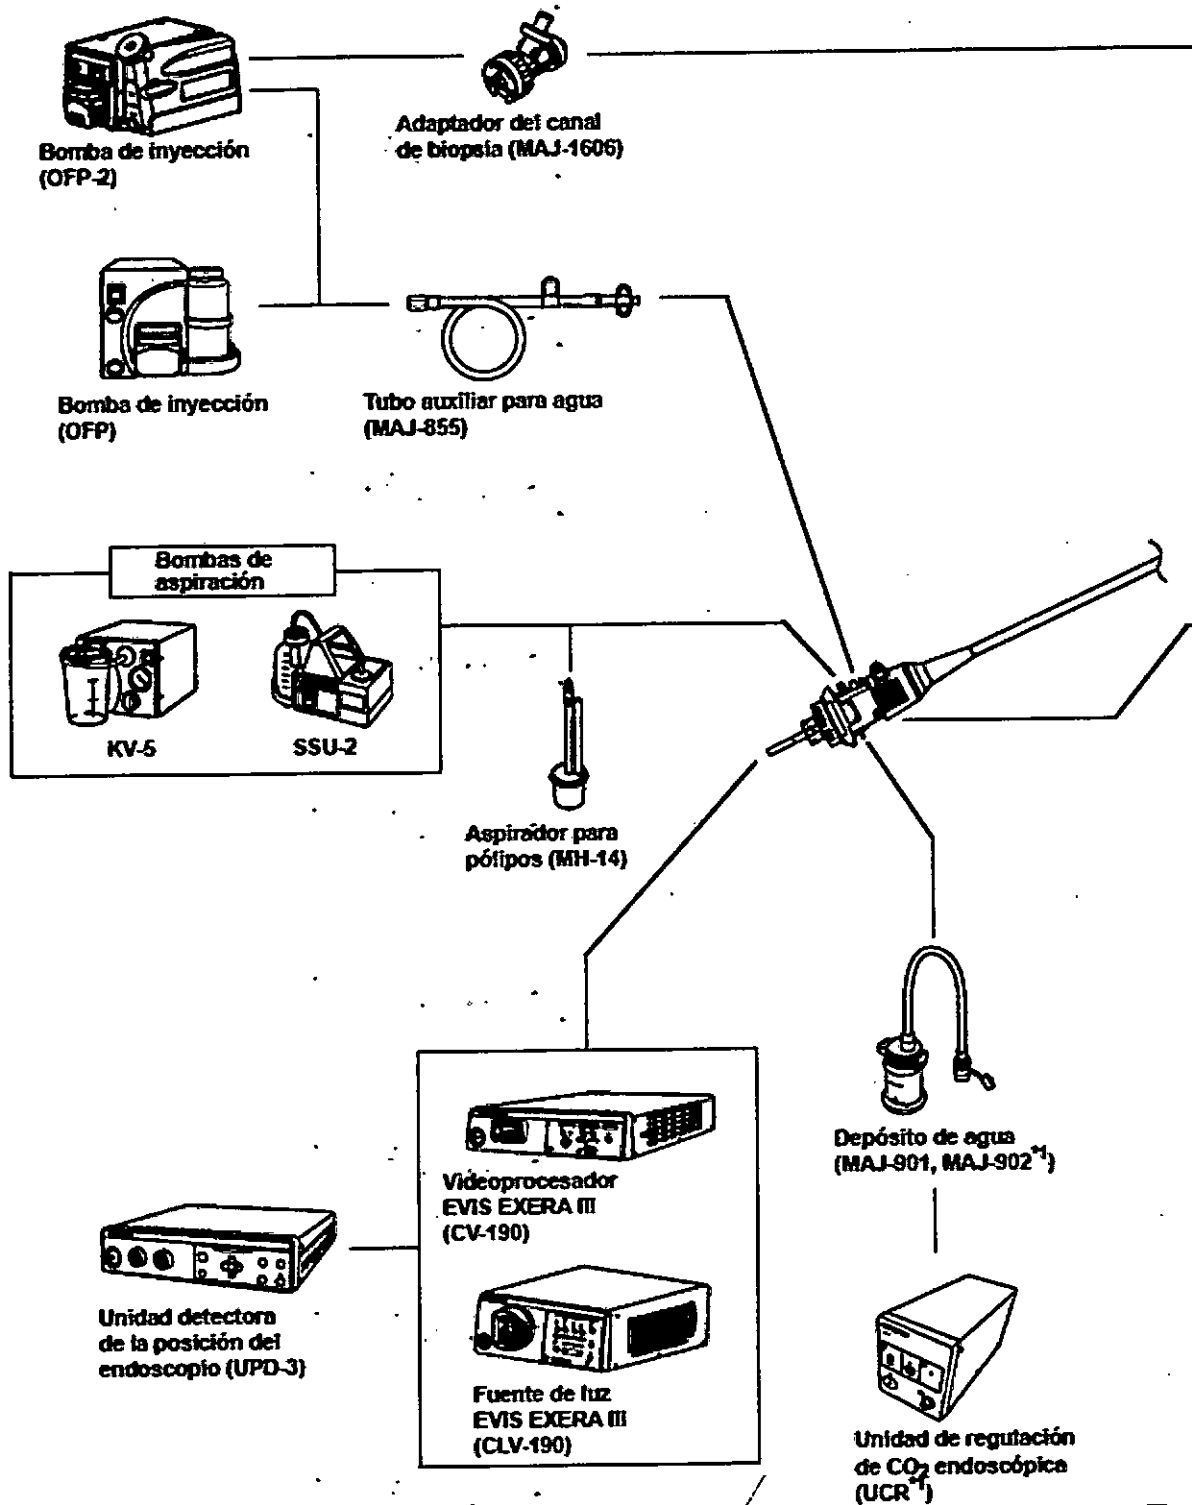 Bomba de inyección
(OFP-2)
Adaptador del canal
de biopsia (MAJ-1606)
Bomba de inyección
(OFP)
Tubo auxiliar para agua
(MAJ-855)
Bombas de
aspiración
KV-5
SSU-2
Aspirador para
pólipos (MH-14)
Depósito de agua
(MAJ-901, MAJ-902*1)
Videoprocesador
EVIS EXERA III
(CV-190)
Unidad detectora
de la posición del
endoscopio (UPD-3)
Fuente de luz
EVIS EXERA III
(CLV-190)
Unidad de regulación
de CO2 endoscópica
(UCR*1)